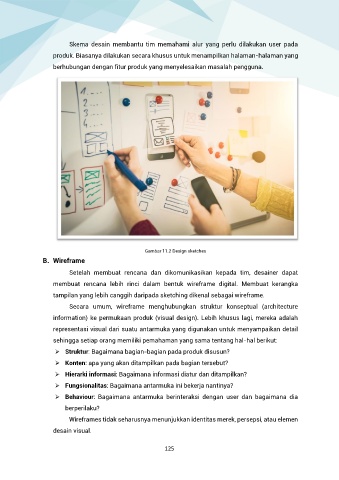 Skema desain membantu tim memahami alur yang perlu dilakukan user pada
produk. Biasanya dilakukan secara khusus untuk menampilkan halaman-halaman yang
berhubungan dengan fitur produk yang menyelesaikan masalah pengguna.
1. ---
2. ---
3. ---
4. ---
Gambar 11.2 Design sketches
B. Wireframe
Setelah membuat rencana dan dikomunikasikan kepada tim, desainer dapat
membuat rencana lebih rinci dalam bentuk wireframe digital. Membuat kerangka
tampilan yang lebih canggih daripada sketching dikenal sebagai wireframe.
Secara umum, wireframe menghubungkan struktur konseptual (architecture
information) ke permukaan produk (visual design). Lebih khusus lagi, mereka adalah
representasi visual dari suatu antarmuka yang digunakan untuk menyampaikan detail
sehingga setiap orang memiliki pemahaman yang sama tentang hal-hal berikut:
➢ Struktur: Bagaimana bagian-bagian pada produk disusun?
➢ Konten: apa yang akan ditampilkan pada bagian tersebut?
➢ Hierarki informasi: Bagaimana informasi diatur dan ditampilkan?
➢ Fungsionalitas: Bagaimana antarmuka ini bekerja nantinya?
➢ Behaviour: Bagaimana antarmuka berinteraksi dengan user dan bagaimana dia
berperilaku?
Wireframes tidak seharusnya menunjukkan identitas merek, persepsi, atau elemen
desain visual.
125